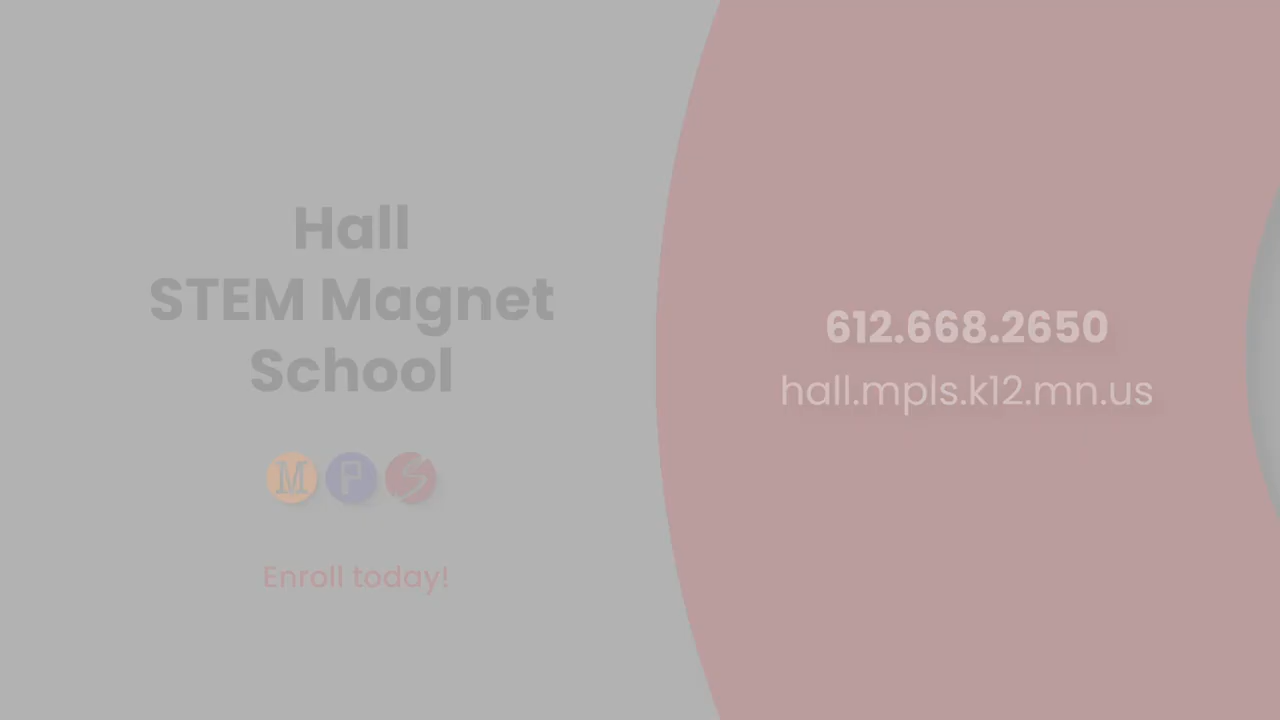 Hall
STEM Magnet
School
M P S
Enroll today!
612.668.2650
hall.mpls.k12.mn.us